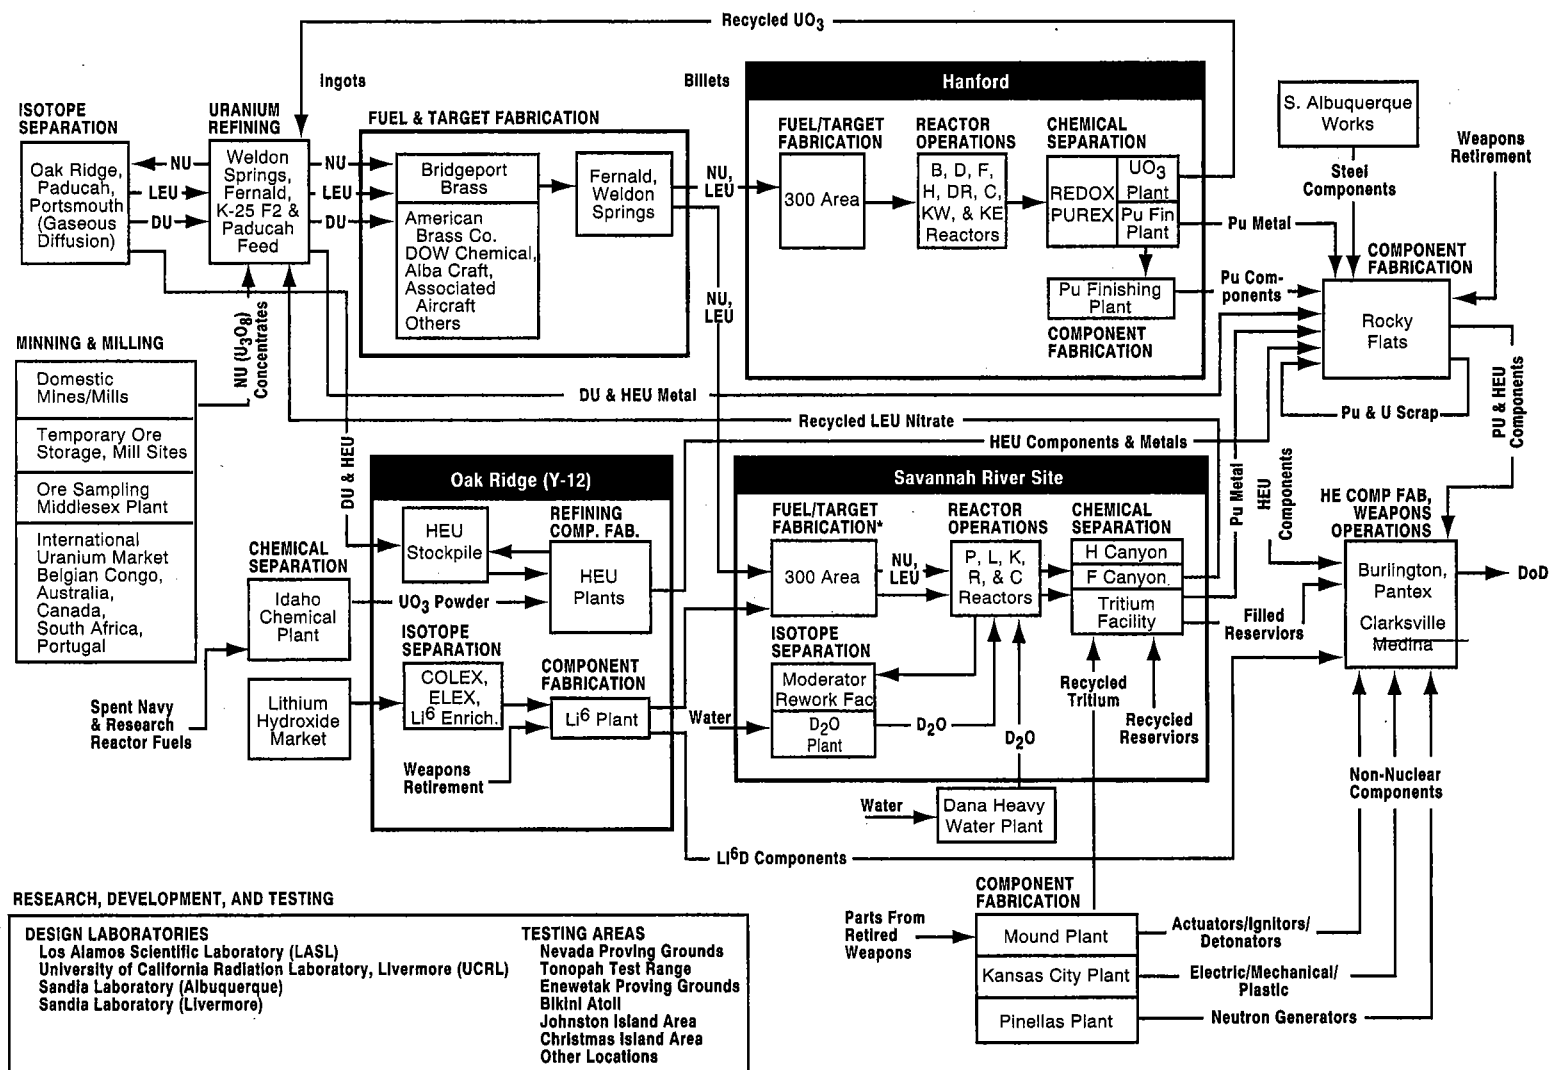 Recycled UO3
Ingots
Billets
Hanford
ISOTOPE
SEPARATION
Oak Ridge,
Paducah,
Portsmouth
(Gaseous
Diffusion)
NU
LEU
DU
URANIUM
REFINING
Weldon
Springs,
Fernald,
K-25 F2 &
Paducah
Feed
NU
LEU
DU
FUEL & TARGET FABRICATION
Bridgeport
Brass
American
Brass Co.
DOW Chemical,
Alba Craft,
Associated
Aircraft
Others
Fernald,
Weldon
Springs
NU,
LEU
NU,
LEU
FUEL/TARGET
FABRICATION
300 Area
REACTOR
OPERATIONS
B, D, F,
H, DR, C,
KW, & KE
Reactors
CHEMICAL
SEPARATION
REDOX
PUREX
UO3
Plant
Pu Fin
Plant
Pu Finishing
Plant
COMPONENT
FABRICATION
S. Albuquerque
Works
Steel
Components
Weapons
Retirement
Pu Metal
Pu Com-
ponents
COMPONENT
FABRICATION
Rocky
Flats
Pu & U Scrap
PU & HEU
Components
MINNING & MILLING
Domestic
Mines/Mills
Temporary Ore
Storage, Mill Sites
Ore Sampling
Middlesex Plant
International
Uranium Market
Belgian Congo,
Australia,
Canada,
South Africa,
Portugal
NU (U3O8)
Concentrates
DU & HEU Metal
Recycled LEU Nitrate
HEU Components & Metals
DU & HEU
Pu Metal
HEU
Components
Oak Ridge (Y-12)
HEU
Stockpile
REFINING
COMP. FAB.
HEU
Plants
CHEMICAL
SEPARATION
Idaho
Chemical
Plant
UO3 Powder
ISOTOPE
SEPARATION
COLEX,
ELEX,
Li6 Enrich.
COMPONENT
FABRICATION
Li6 Plant
Lithium
Hydroxide
Market
Spent Navy
& Research
Reactor Fuels
Weapons
Retirement
Savannah River Site
FUEL/TARGET
FABRICATION*
300 Area
NU,
LEU
REACTOR
OPERATIONS
P, L, K,
R, & C
Reactors
CHEMICAL
SEPARATION
H Canyon
F Canyon
Tritium
Facility
ISOTOPE
SEPARATION
Moderator
Rework Fac
D2O
Plant
Water
D2O
D2O
Recycled
Tritium
Recycled
Reserviors
Water
Dana Heavy
Water Plant
HE COMP FAB,
WEAPONS
OPERATIONS
Burlington,
Pantex
Clarksville
Medina
DoD
Filled
Reserviors
Non-Nuclear
Components
LI6D Components
COMPONENT
FABRICATION
Parts From
Retired
Weapons
Mound Plant
Kansas City Plant
Pinellas Plant
Actuators/Ignitors/
Detonators
Electric/Mechanical/
Plastic
Neutron Generators
RESEARCH, DEVELOPMENT, AND TESTING
DESIGN LABORATORIES
Los Alamos Scientific Laboratory (LASL)
University of California Radiation Laboratory, Livermore (UCRL)
Sandia Laboratory (Albuquerque)
Sandia Laboratory (Livermore)
TESTING AREAS
Nevada Proving Grounds
Tonopah Test Range
Enewetak Proving Grounds
Bikini Atoll
Johnston Island Area
Christmas Island Area
Other Locations